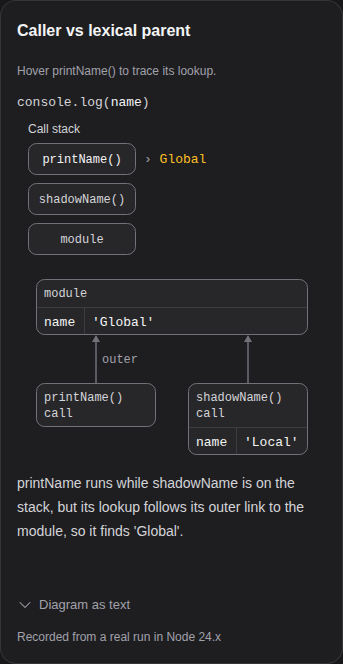 Caller vs lexical parent
Hover printName() to trace its lookup.
console.log(name)
Call stack
printName() › Global
shadowName()
module
module
name 'Global'
outer
printName()
call
shadowName()
call
name 'Local'
printName runs while shadowName is on the
stack, but its lookup follows its outer link to the
module, so it finds 'Global'.
Diagram as text
Recorded from a real run in Node 24.x